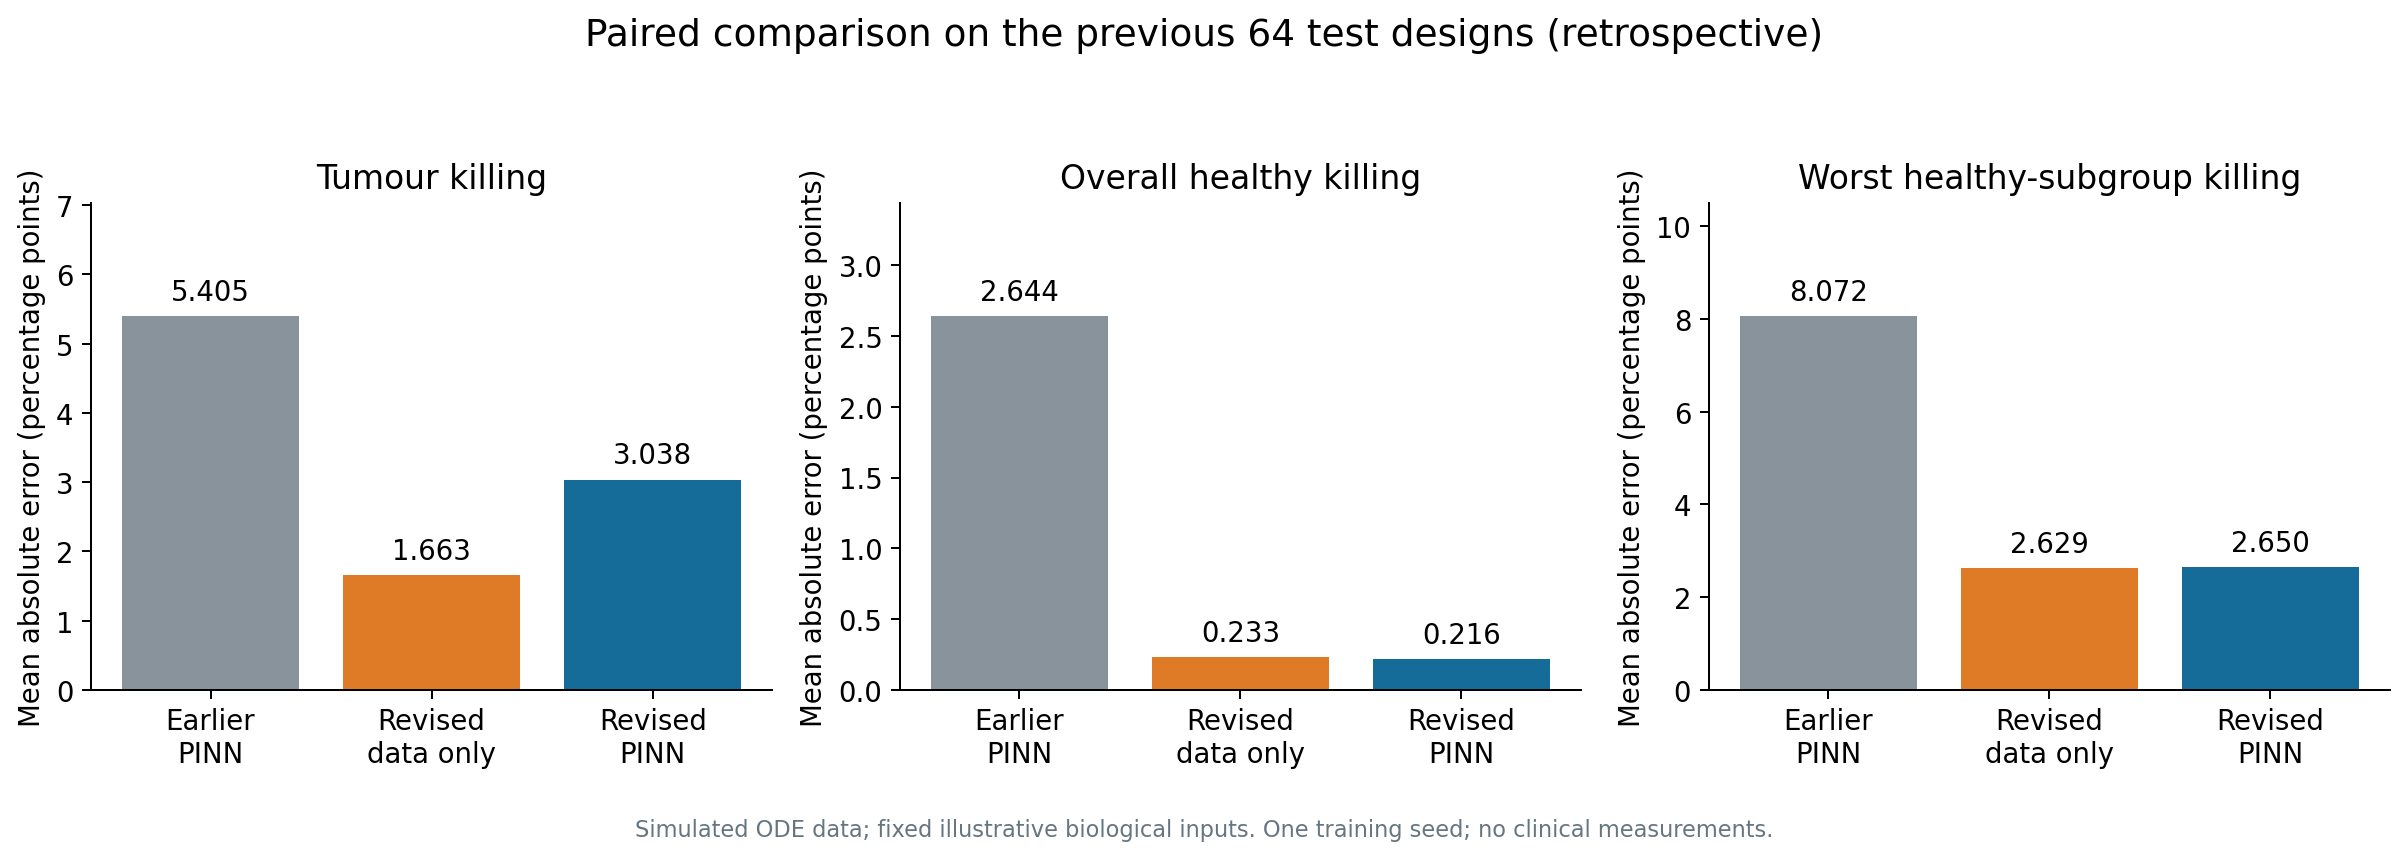 Paired comparison on the previous 64 test designs (retrospective)
Tumour killing
Mean absolute error (percentage points)
7
6
5
4
3
2
1
0
5.405
1.663
3.038
Earlier
PINN
Revised
data only
Revised
PINN
Overall healthy killing
Mean absolute error (percentage points)
3.0
2.5
2.0
1.5
1.0
0.5
0.0
2.644
0.233
0.216
Earlier
PINN
Revised
data only
Revised
PINN
Worst healthy-subgroup killing
Mean absolute error (percentage points)
10
8
6
4
2
0
8.072
2.629
2.650
Earlier
PINN
Revised
data only
Revised
PINN
Simulated ODE data; fixed illustrative biological inputs. One training seed; no clinical measurements.